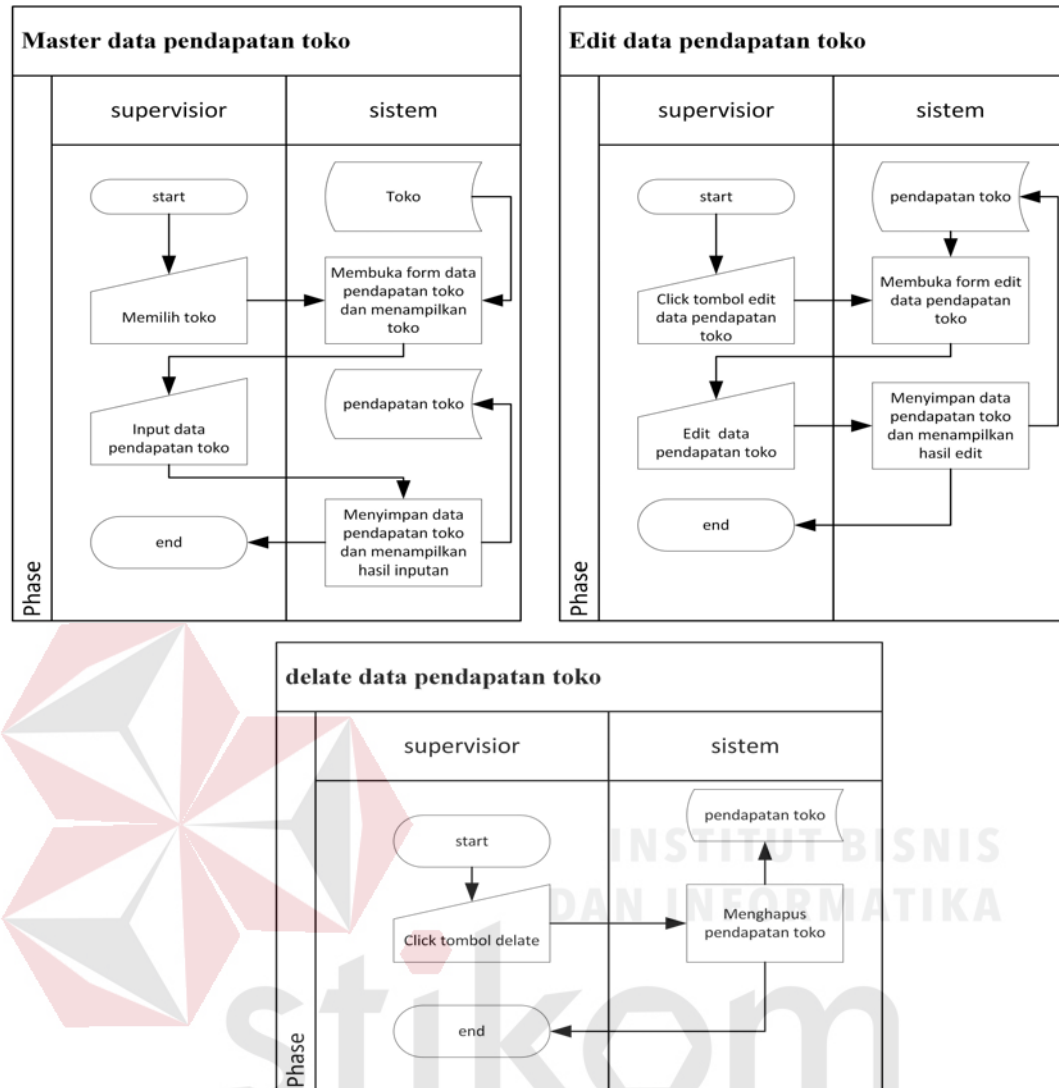 Master data pendapatan toko
supervisior
sistem
Phase
start
Toko
Memilih toko
Membuka form data
pendapatan toko
dan menampilkan
toko
Input data
pendapatan toko
pendapatan toko
Menyimpan data
pendapatan toko
dan menampilkan
hasil inputan
end
Edit data pendapatan toko
supervisior
sistem
Phase
start
pendapatan toko
Click tombol edit
data pendapatan
toko
Membuka form edit
data pendapatan
toko
Edit data
pendapatan toko
Menyimpan data
pendapatan toko
dan menampilkan
hasil edit
end
delate data pendapatan toko
supervisior
sistem
Phase
start
pendapatan toko
Click tombol delate
Menghapus
pendapatan toko
end
INSTITUT BISNIS
DAN INFORMATIKA
stikom